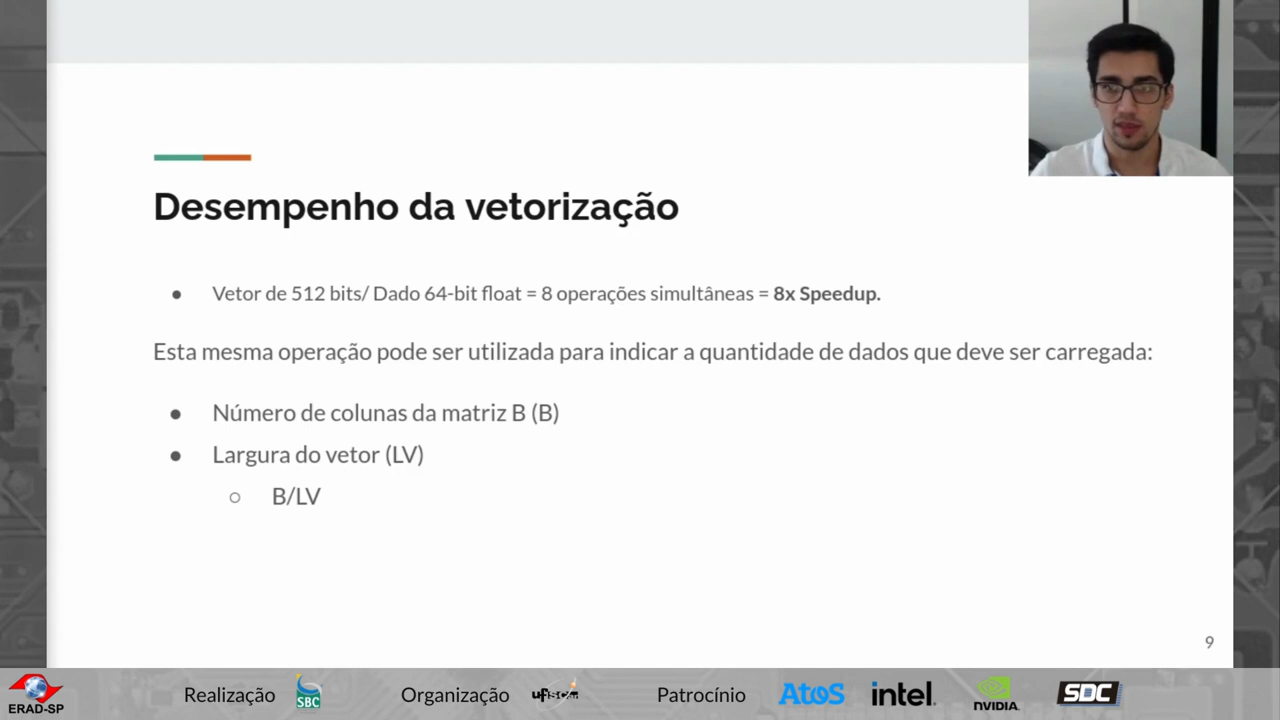 Desempenho da vetorização
● Vetor de 512 bits/ Dado 64-bit float = 8 operações simultâneas = 8x Speedup.
Esta mesma operação pode ser utilizada para indicar a quantidade de dados que deve ser carregada:
● Número de colunas da matriz B (B)
● Largura do vetor (LV)
○ B/LV
9
ERAD-SP
Realização
SBC
Organização
ufscar
Patrocínio
Atos
intel.
NVIDIA.
SDC